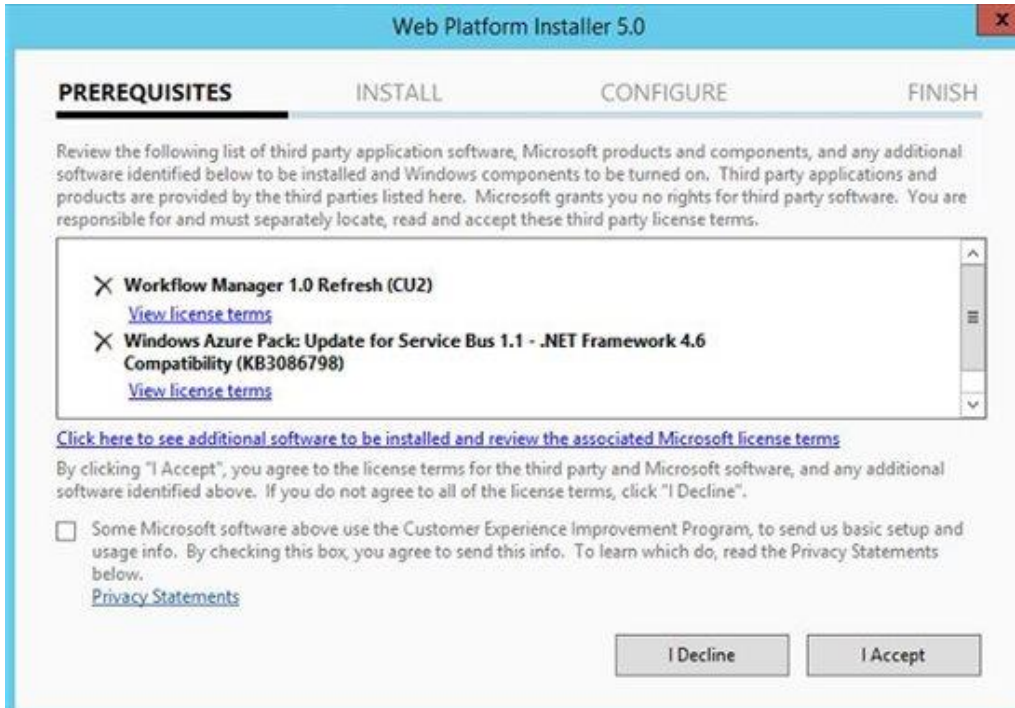 Web Platform Installer 5.0
x
PREREQUISITES INSTALL CONFIGURE FINISH
Review the following list of third party application software, Microsoft products and components, and any additional
software identified below to be installed and Windows components to be turned on. Third party applications and
products are provided by the third parties listed here. Microsoft grants you no rights for third party software. You are
responsible for and must separately locate, read and accept these third party license terms.
Workflow Manager 1.0 Refresh (CU2)
View license terms
Windows Azure Pack: Update for Service Bus 1.1 - .NET Framework 4.6
Compatibility (KB3086798)
View license terms
Click here to see additional software to be installed and review the associated Microsoft license terms
By clicking "I Accept", you agree to the license terms for the third party and Microsoft software, and any additional
software identified above. If you do not agree to all of the license terms, click "I Decline".
Some Microsoft software above use the Customer Experience Improvement Program, to send us basic setup and
usage info. By checking this box, you agree to send this info. To learn which do, read the Privacy Statements
below.
Privacy Statements
I Decline I Accept